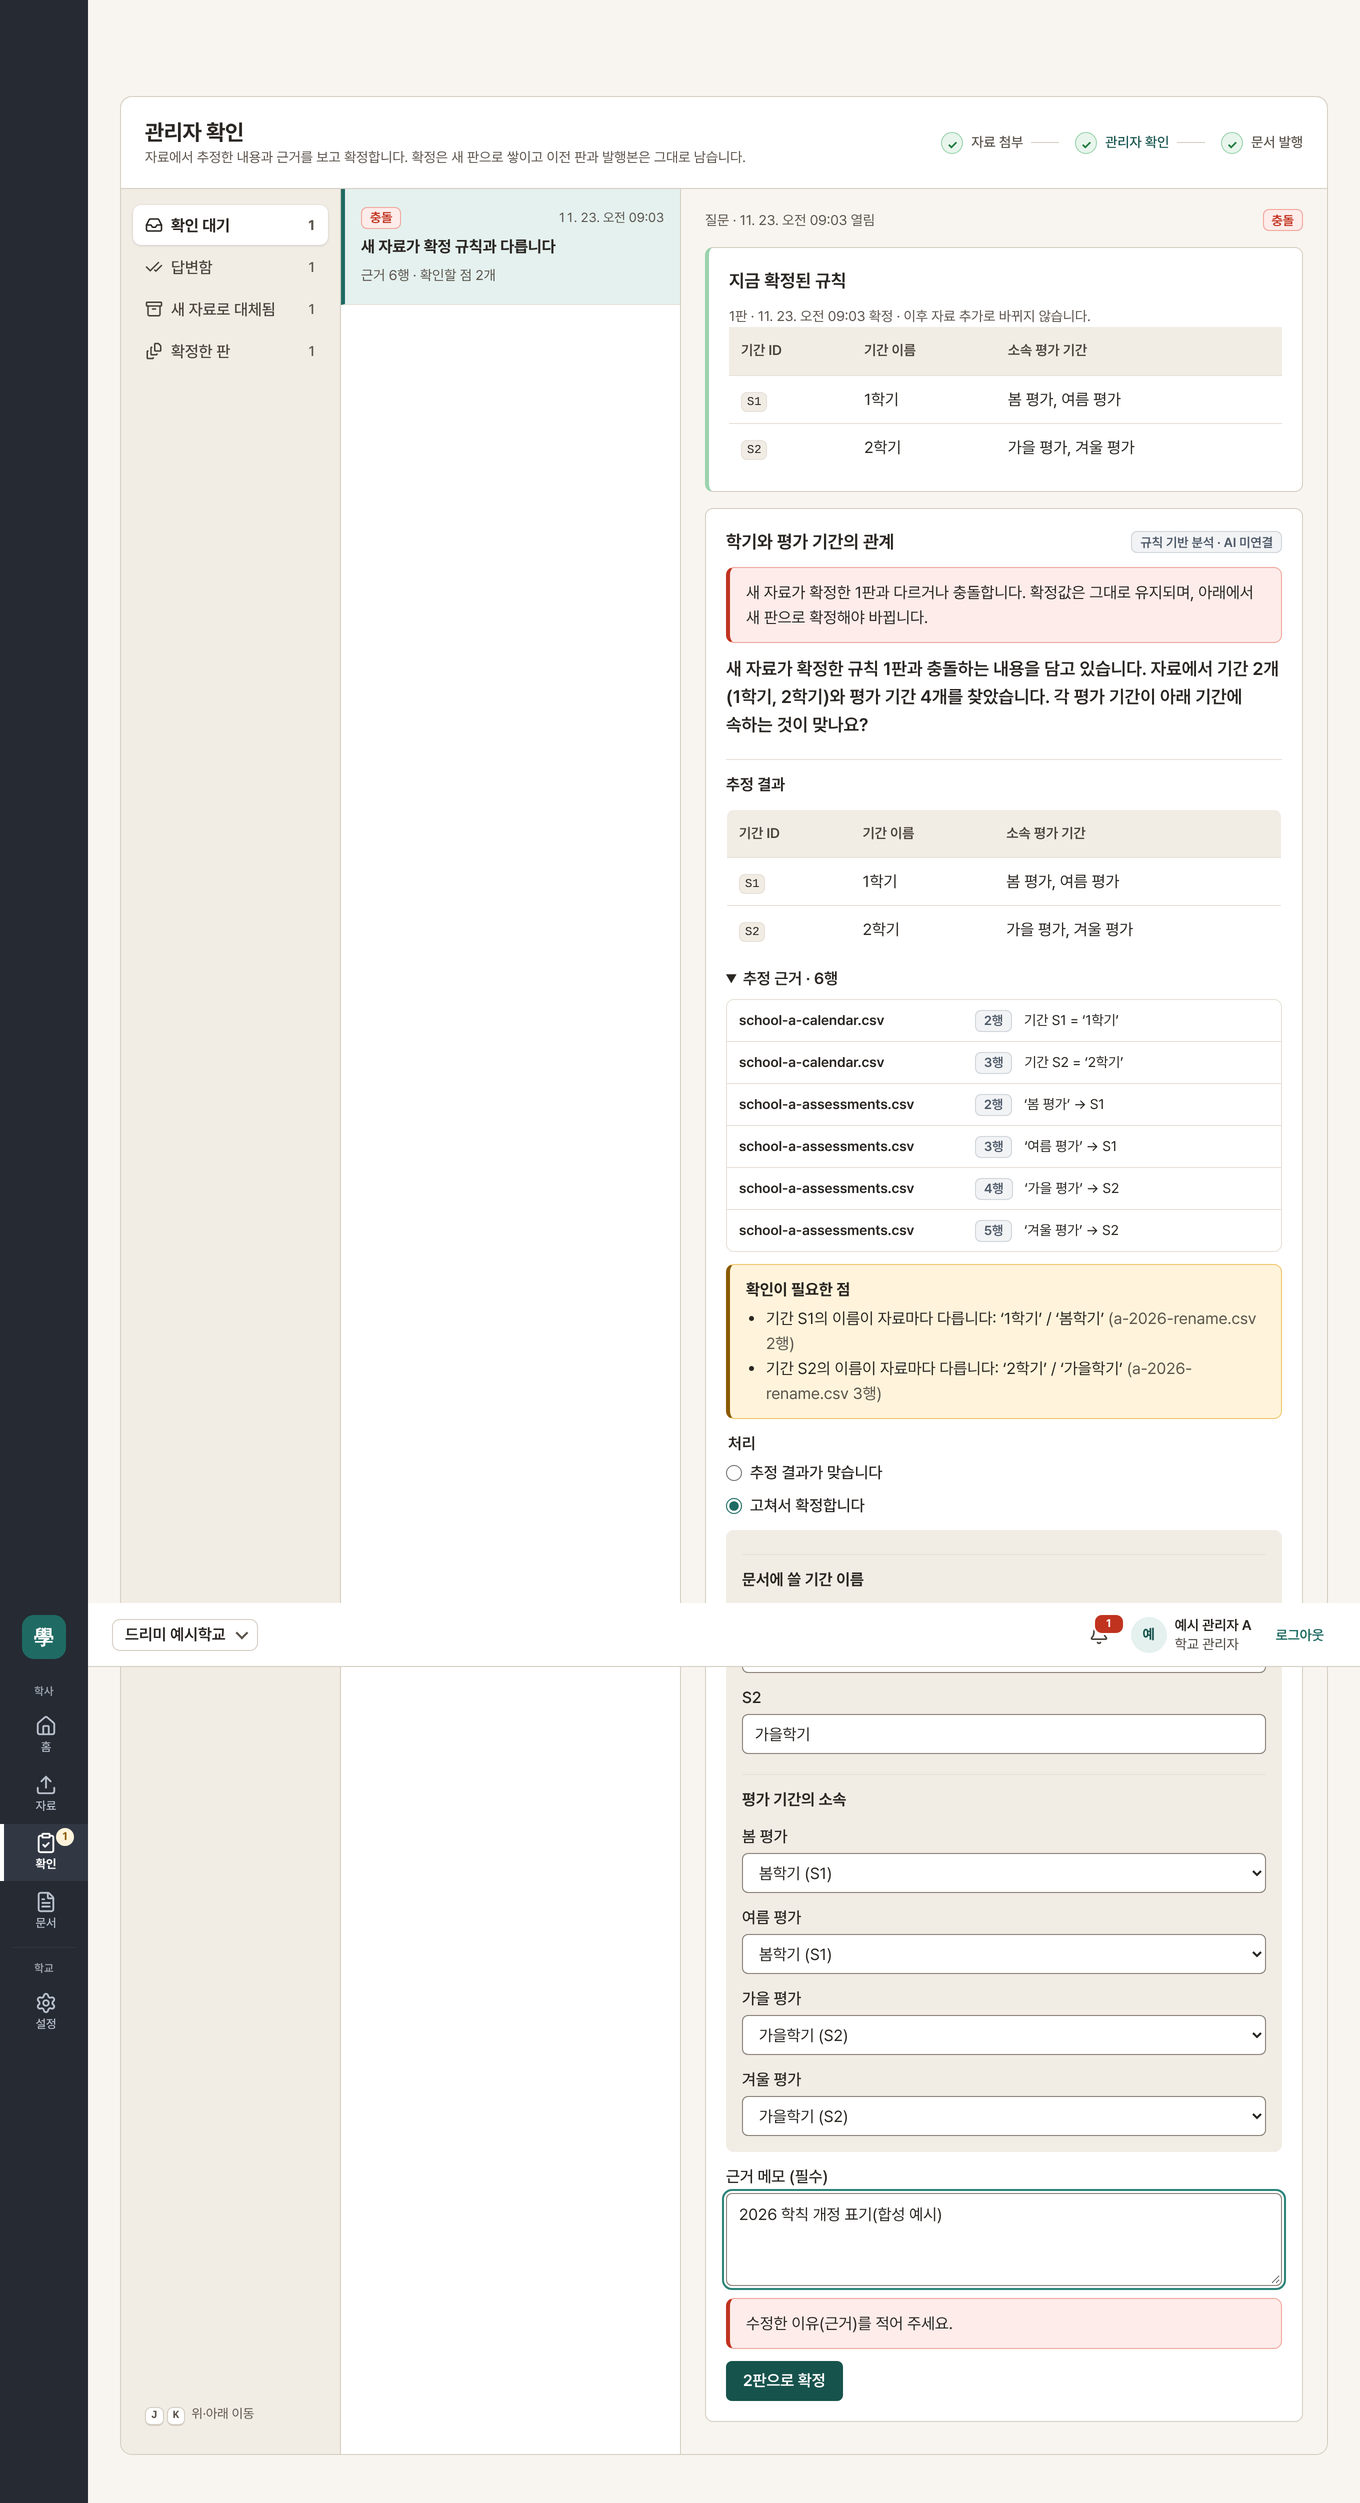 관리자 확인
자료에서 추정한 내용과 근거를 보고 확정합니다. 확정은 새 판으로 쌓이고 이전 판과 발행본은 그대로 남습니다.
자료 첨부
관리자 확인
문서 발행
확인 대기 1
답변함 1
새 자료로 대체됨 1
확정한 판 1
충돌 11. 23. 오전 09:03
새 자료가 확정 규칙과 다릅니다
근거 6행 · 확인할 점 2개
질문 · 11. 23. 오전 09:03 열림 충돌
지금 확정된 규칙
1판 · 11. 23. 오전 09:03 확정 · 이후 자료 추가로 바뀌지 않습니다.
기간 ID 기간 이름 소속 평가 기간
S1 1학기 봄 평가, 여름 평가
S2 2학기 가을 평가, 겨울 평가
학기와 평가 기간의 관계 규칙 기반 분석 · AI 미연결
새 자료가 확정한 1판과 다르거나 충돌합니다. 확정값은 그대로 유지되며, 아래에서
새 판으로 확정해야 바뀝니다.
새 자료가 확정한 규칙 1판과 충돌하는 내용을 담고 있습니다. 자료에서 기간 2개
(1학기, 2학기)와 평가 기간 4개를 찾았습니다. 각 평가 기간이 아래 기간에
속하는 것이 맞나요?
추정 결과
기간 ID 기간 이름 소속 평가 기간
S1 1학기 봄 평가, 여름 평가
S2 2학기 가을 평가, 겨울 평가
▼ 추정 근거 · 6행
school-a-calendar.csv 2행 기간 S1 = ‘1학기’
school-a-calendar.csv 3행 기간 S2 = ‘2학기’
school-a-assessments.csv 2행 ‘봄 평가’ → S1
school-a-assessments.csv 3행 ‘여름 평가’ → S1
school-a-assessments.csv 4행 ‘가을 평가’ → S2
school-a-assessments.csv 5행 ‘겨울 평가’ → S2
확인이 필요한 점
• 기간 S1의 이름이 자료마다 다릅니다: ‘1학기’ / ‘봄학기’ (a-2026-rename.csv
2행)
• 기간 S2의 이름이 자료마다 다릅니다: ‘2학기’ / ‘가을학기’ (a-2026-
rename.csv 3행)
처리
추정 결과가 맞습니다
고쳐서 확정합니다
문서에 쓸 기간 이름
學
드리미 예시학교
1
예
예시 관리자 A
학교 관리자
로그아웃
학사
홈
자료
확인 1
문서
학교
설정
S2
가을학기
평가 기간의 소속
봄 평가
봄학기 (S1)
여름 평가
봄학기 (S1)
가을 평가
가을학기 (S2)
겨울 평가
가을학기 (S2)
근거 메모 (필수)
2026 학칙 개정 표기(합성 예시)
수정한 이유(근거)를 적어 주세요.
2판으로 확정
J K 위·아래 이동